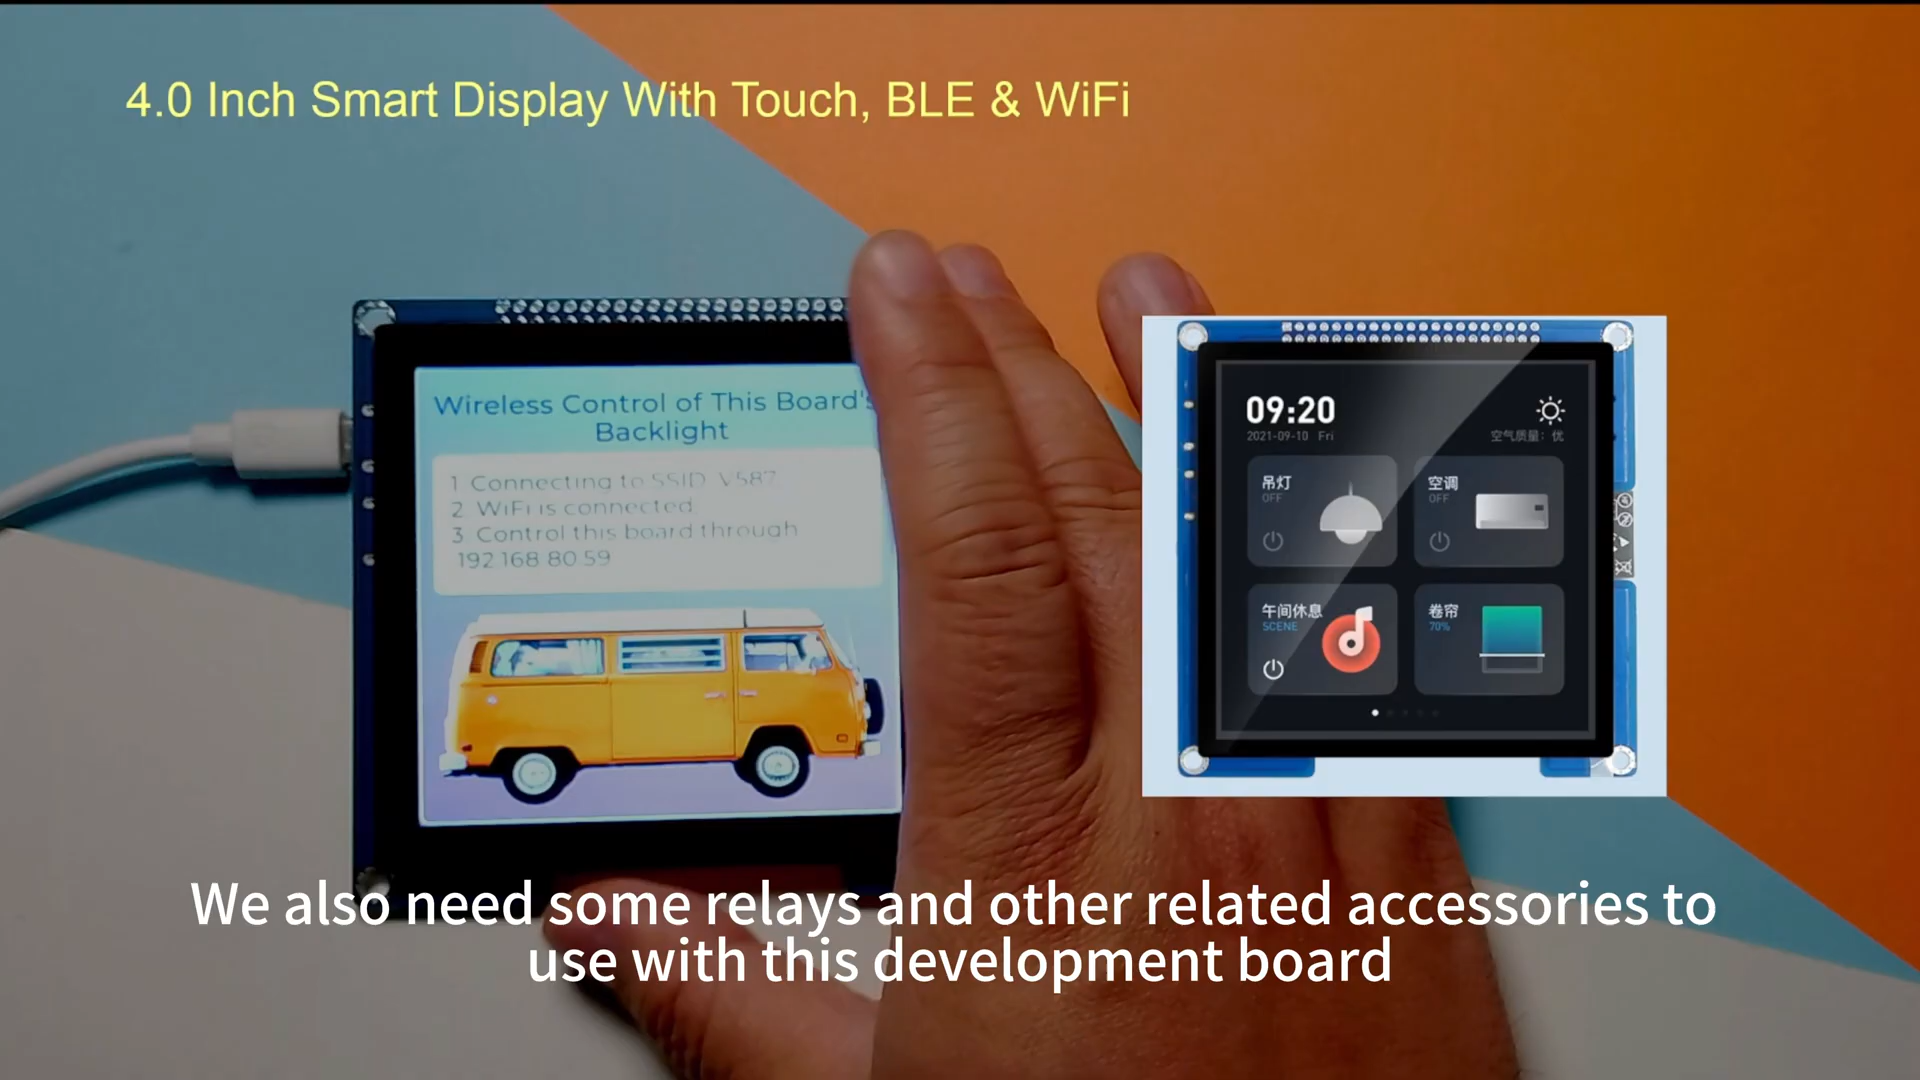 4.0 Inch Smart Display With Touch, BLE & WiFi
Wireless Control of This Board's
Backlight
1 Connecting to SSID V587
2 WiFi is connected
3 Control this board through
192.168.80.59
09:20
2021-09-10 Fri
空气质量: 优
吊灯
OFF
空调
OFF
午间休息
SCENE
卷帘
70%
We also need some relays and other related accessories to
use with this development board